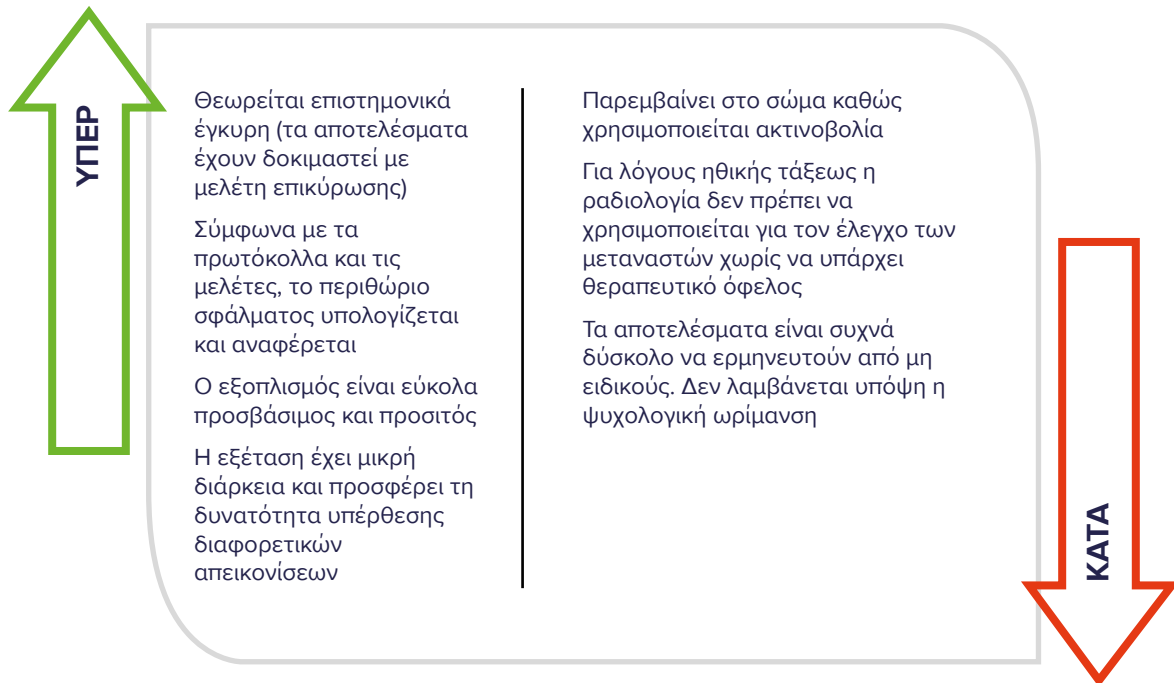 ΥΠΕΡ
Θεωρείται επιστημονικά
έγκυρη (τα αποτελέσματα
έχουν δοκιμαστεί με
μελέτη επικύρωσης)
Σύμφωνα με τα
πρωτόκολλα και τις
μελέτες, το περιθώριο
σφάλματος υπολογίζεται
και αναφέρεται
Ο εξοπλισμός είναι εύκολα
προσβάσιμος και προσιτός
Η εξέταση έχει μικρή
διάρκεια και προσφέρει τη
δυνατότητα υπέρθεσης
διαφορετικών
απεικονίσεων
Παρεμβαίνει στο σώμα καθώς
χρησιμοποιείται ακτινοβολία
Για λόγους ηθικής τάξεως η
ραδιολογία δεν πρέπει να
χρησιμοποιείται για τον έλεγχο των
μεταναστών χωρίς να υπάρχει
θεραπευτικό όφελος
Τα αποτελέσματα είναι συχνά
δύσκολο να ερμηνευτούν από μη
ειδικούς. Δεν λαμβάνεται υπόψη η
ψυχολογική ωρίμανση
ΚΑΤΑ